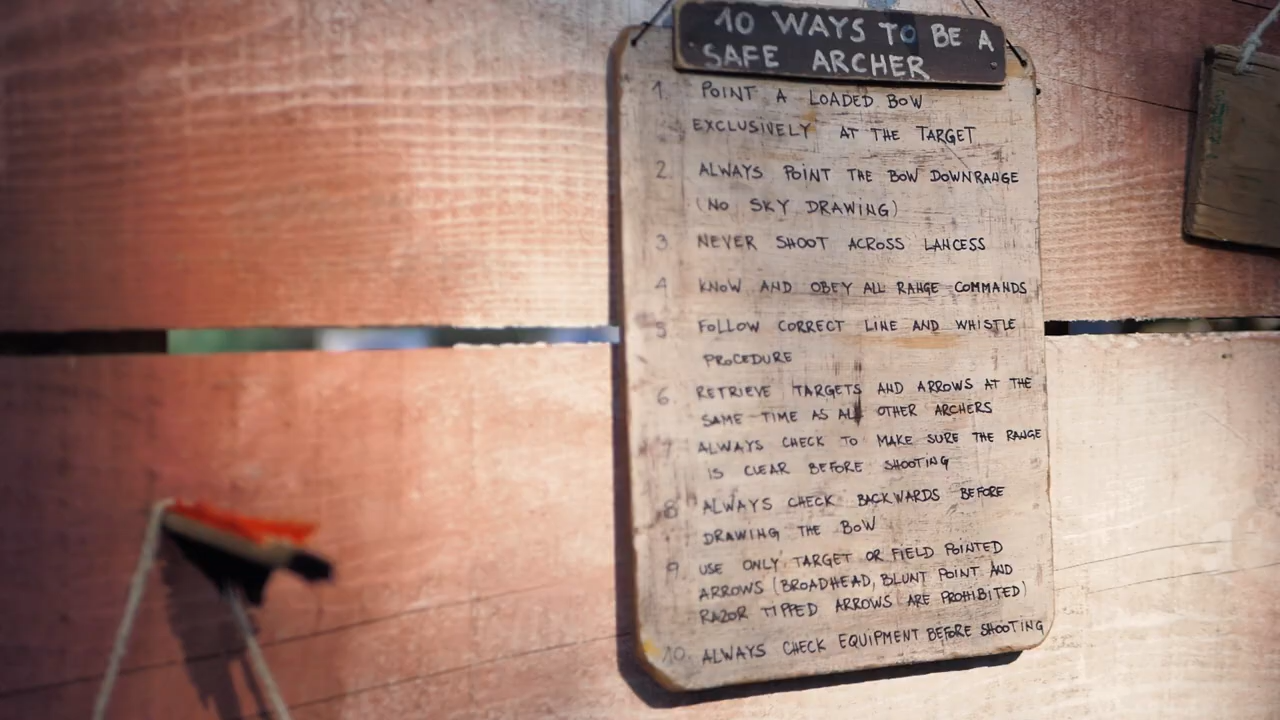 10 WAYS TO BE A
SAFE ARCHER
1. POINT A LOADED BOW
EXCLUSIVELY AT THE TARGET
2. ALWAYS POINT THE BOW DOWNRANGE
(NO SKY DRAWING)
3 NEVER SHOOT ACROSS LANCESS
4 KNOW AND OBEY ALL RANGE COMMANDS
5 FOLLOW CORRECT LINE AND WHISTLE
PROCEDURE
6 RETRIEVE TARGETS AND ARROWS AT THE
SAME TIME AS ALL OTHER ARCHERS
7 ALWAYS CHECK TO MAKE SURE THE RANGE
IS CLEAR BEFORE SHOOTING
8 ALWAYS CHECK BACKWARDS BEFORE
DRAWING THE BOW
9 USE ONLY TARGET OR FIELD POINTED
ARROWS (BROADHEAD, BLUNT POINT AND
RAZOR TIPPED ARROWS ARE PROHIBITED)
10. ALWAYS CHECK EQUIPMENT BEFORE SHOOTING